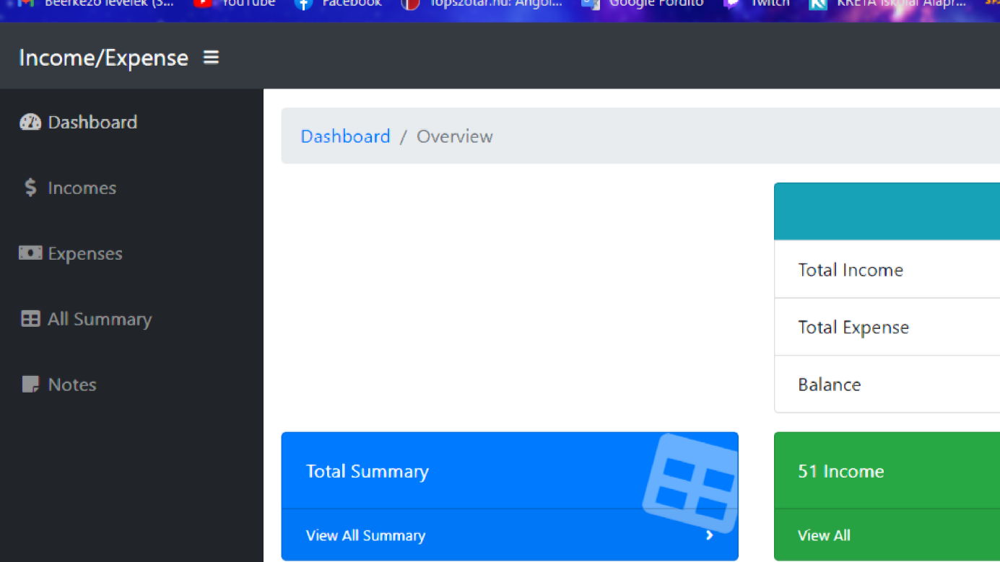 Beérkező levelek (3... YouTube Facebook Topszótár.hu: Angol... Google Fordító Twitch KRÉTA Iskolai Alapr...
Income/Expense
Dashboard
Incomes
Expenses
All Summary
Notes
Dashboard / Overview
Total Income
Total Expense
Balance
Total Summary
View All Summary
51 Income
View All